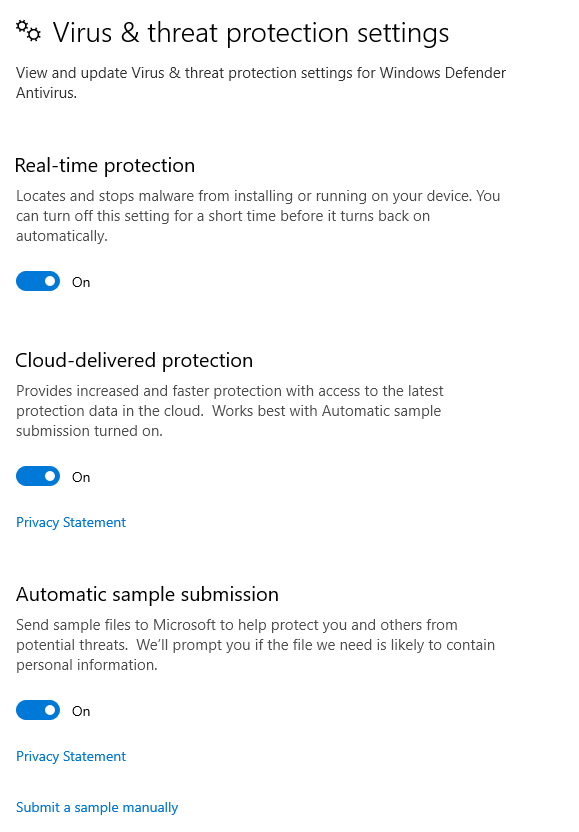 Virus & threat protection settings
View and update Virus & threat protection settings for Windows Defender
Antivirus.
Real-time protection
Locates and stops malware from installing or running on your device. You
can turn off this setting for a short time before it turns back on
automatically.
On
Cloud-delivered protection
Provides increased and faster protection with access to the latest
protection data in the cloud.  Works best with Automatic sample
submission turned on.
On
Privacy Statement
Automatic sample submission
Send sample files to Microsoft to help protect you and others from
potential threats.  We’ll prompt you if the file we need is likely to contain
personal information.
On
Privacy Statement
Submit a sample manually